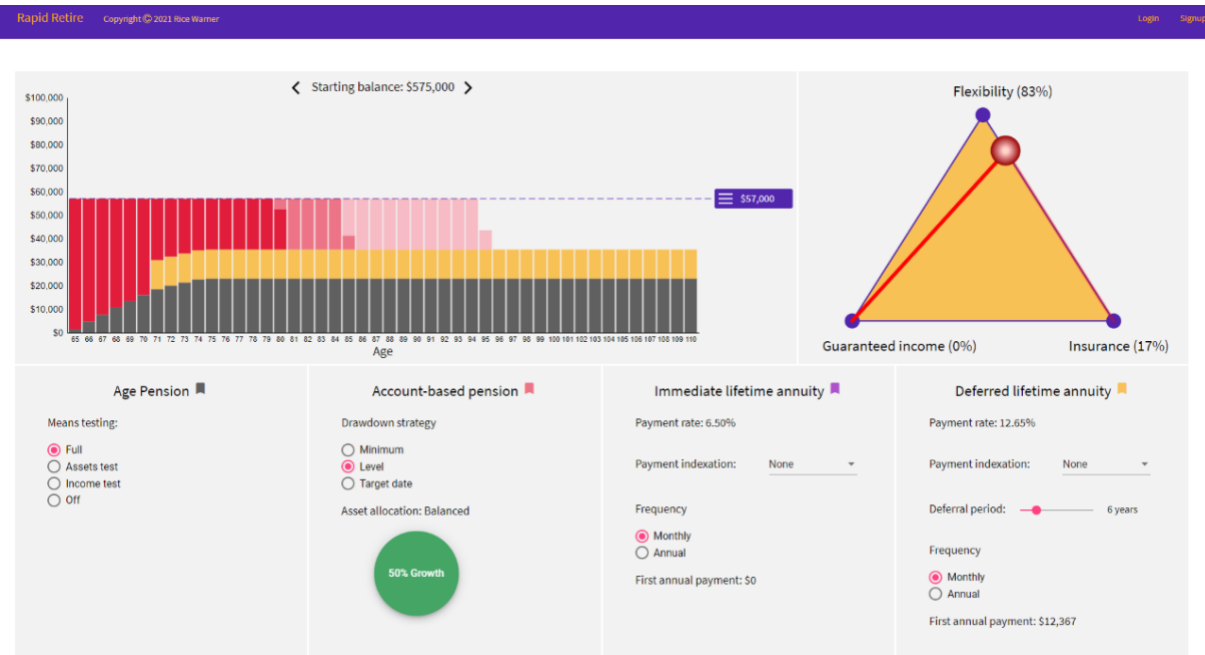 Rapid Retire Copyright © 2021 Rice Warner Login Signup
Starting balance: $575,000
$100,000
$90,000
$80,000
$70,000
$60,000
$50,000
$40,000
$30,000
$20,000
$10,000
$0
$57,000
65 66 67 68 69 70 71 72 73 74 75 76 77 78 79 80 81 82 83 84 85 86 87 88 89 90 91 92 93 94 95 96 97 98 99 100 101 102 103 104 105 106 107 108 109 110
Age
Flexibility (83%)
Guaranteed income (0%) Insurance (17%)
Age Pension
Means testing:
Full
Assets test
Income test
Off
Account-based pension
Drawdown strategy
Minimum
Level
Target date
Asset allocation: Balanced
50% Growth
Immediate lifetime annuity
Payment rate: 6.50%
Payment indexation: None
Frequency
Monthly
Annual
First annual payment: $0
Deferred lifetime annuity
Payment rate: 12.65%
Payment indexation: None
Deferral period: 6 years
Frequency
Monthly
Annual
First annual payment: $12,367